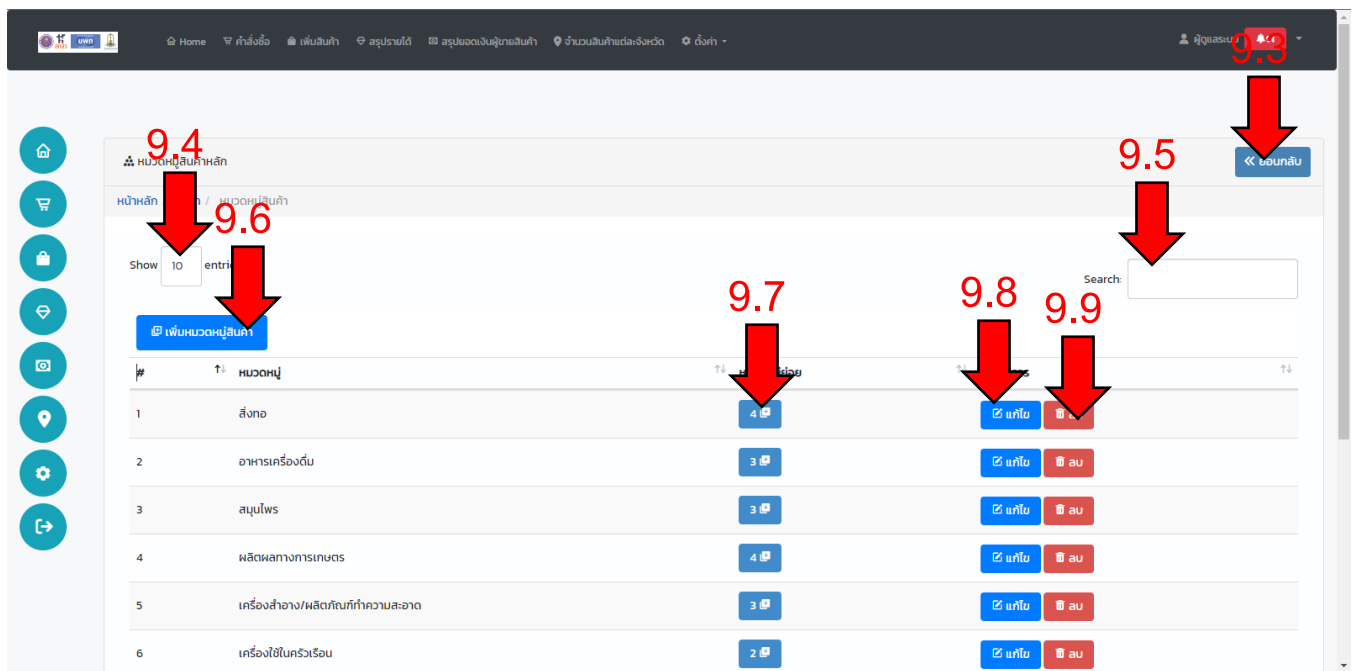 บพท Home คำสั่งซื้อ เพิ่มสินค้า สรุปรายได้ สรุปยอดเงินผู้ขายสินค้า จำนวนสินค้าแต่ละจังหวัด ตั้งค่า
9.3
9.4
หมวดหมู่สินค้าหลัก
9.5
ย้อนกลับ
หน้าหลัก / หมวดหมู่สินค้า
9.6
Show 10
Search:
9.7
9.8
9.9
เพิ่มหมวดหมู่สินค้า
# หมวดหมู่
1 สิ่งทอ 4 แก้ไข ลบ
2 อาหารเครื่องดื่ม 3 แก้ไข ลบ
3 สมุนไพร 3 แก้ไข ลบ
4 ผลิตผลทางการเกษตร 4 แก้ไข ลบ
5 เครื่องสำอาง/ผลิตภัณฑ์ทำความสะอาด 3 แก้ไข ลบ
6 เครื่องใช้ในครัวเรือน 2 แก้ไข ลบ